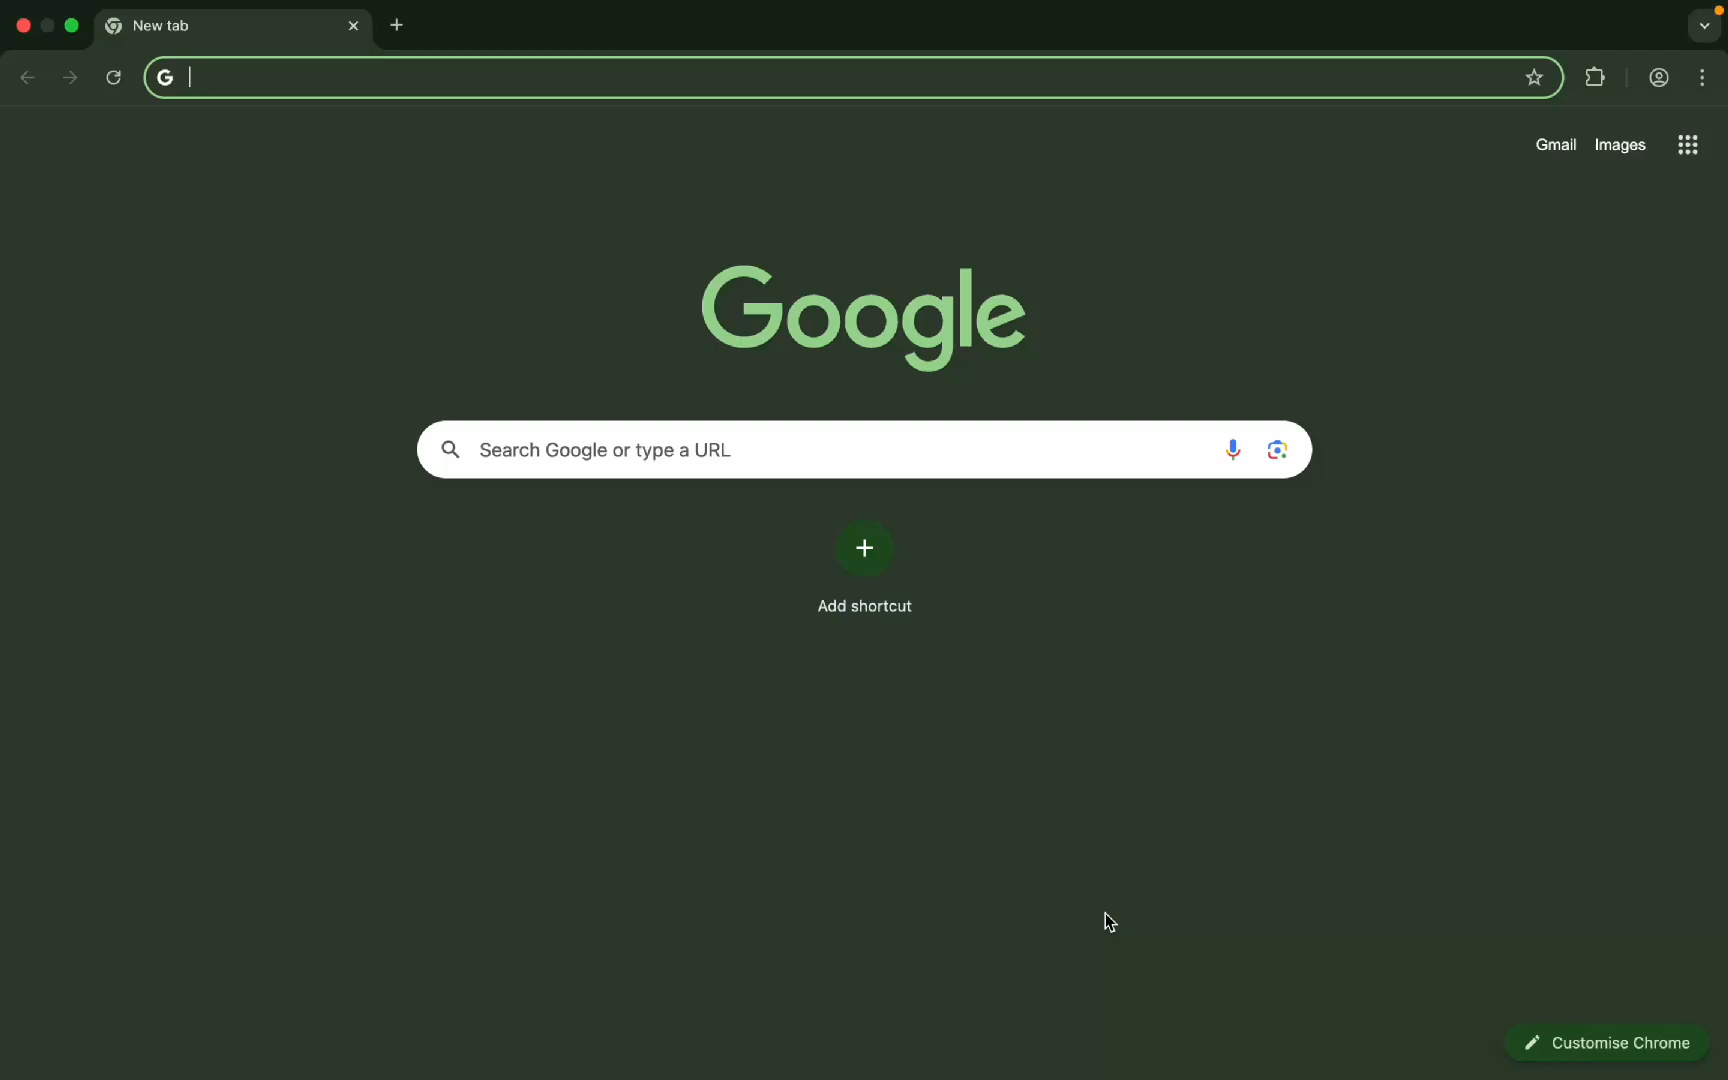 New tab
Gmail Images
Google
Search Google or type a URL
Add shortcut
Customise Chrome